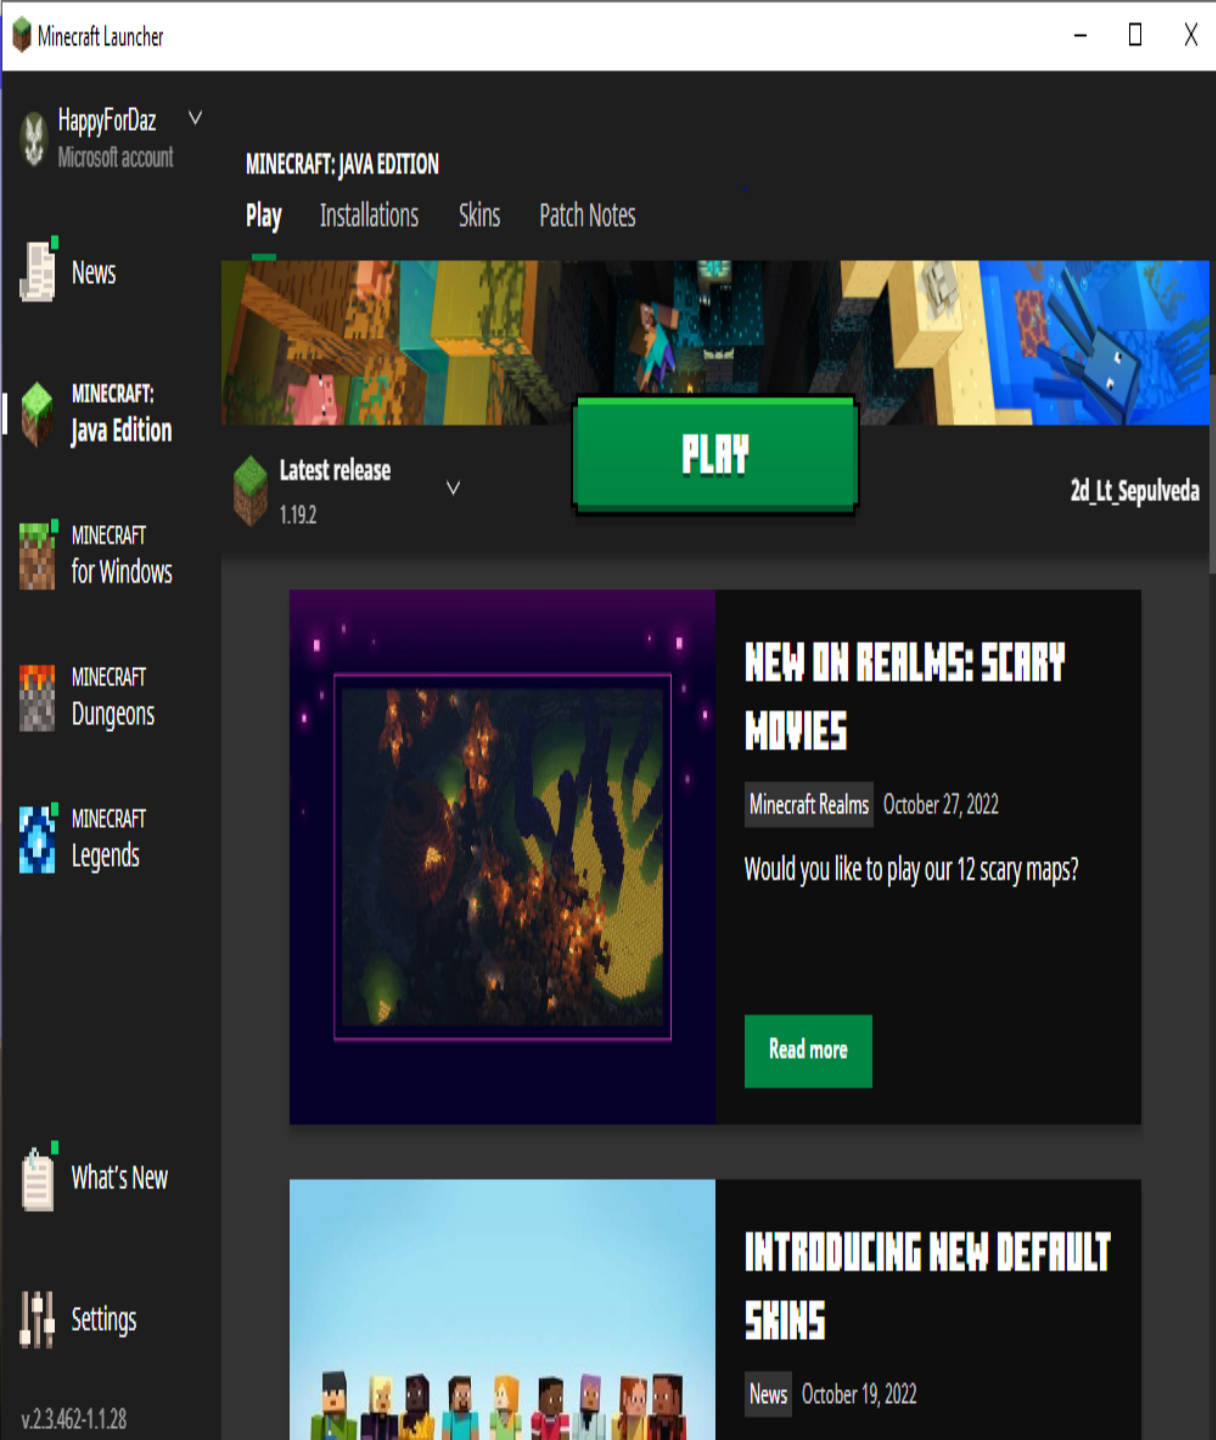 Minecraft Launcher
HappyForDaz
Microsoft account
News
MINECRAFT:
Java Edition
MINECRAFT
for Windows
MINECRAFT
Dungeons
MINECRAFT
Legends
What's New
Settings
v.2.3.462-1.1.28
MINECRAFT: JAVA EDITION
Play Installations Skins Patch Notes
Latest release
1.19.2
PLAY
2d_Lt_Sepulveda
NEW ON REALMS: SCARY
MOVIES
Minecraft Realms October 27, 2022
Would you like to play our 12 scary maps?
Read more
INTRODUCING NEW DEFAULT
SKINS
News October 19, 2022